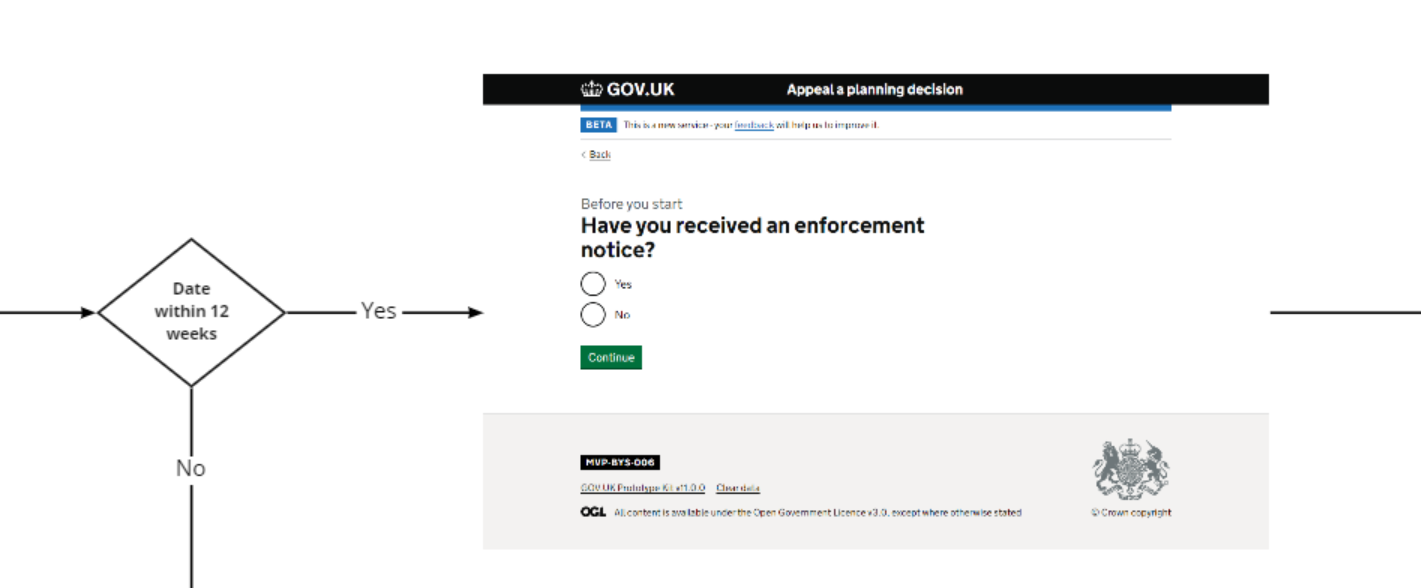 GOV.UK Appeal a planning decision
BETA This is a new service - your feedback will help us to improve it.
< Back
Before you start
Have you received an enforcement
notice?
Yes
No
Continue
Date
within 12
weeks
Yes
No
MVP-BYS-006
GOV.UK Prototype Kit v11.0.0 Clear data
OGL All content is available under the Open Government Licence v3.0, except where otherwise stated
© Crown copyright